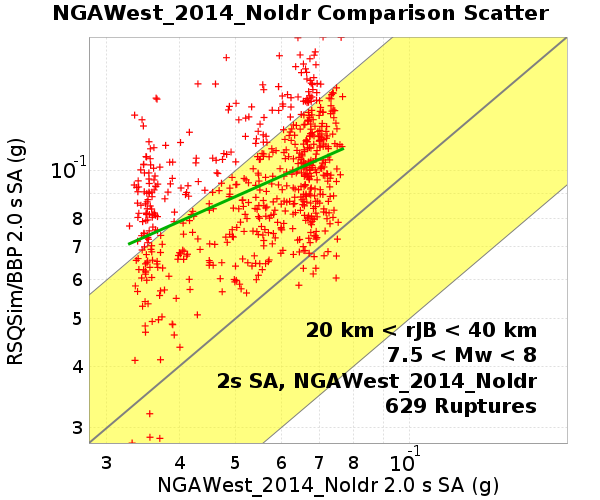 NGAWest_2014_NoIdr Comparison Scatter
RSQSim/BBP 2.0 s SA (g)
10-1
8
7
6
5
4
3
20 km < rJB < 40 km
7.5 < Mw < 8
2s SA, NGAWest_2014_NoIdr
629 Ruptures
3 4 5 6 7 8 10-1
NGAWest_2014_NoIdr 2.0 s SA (g)